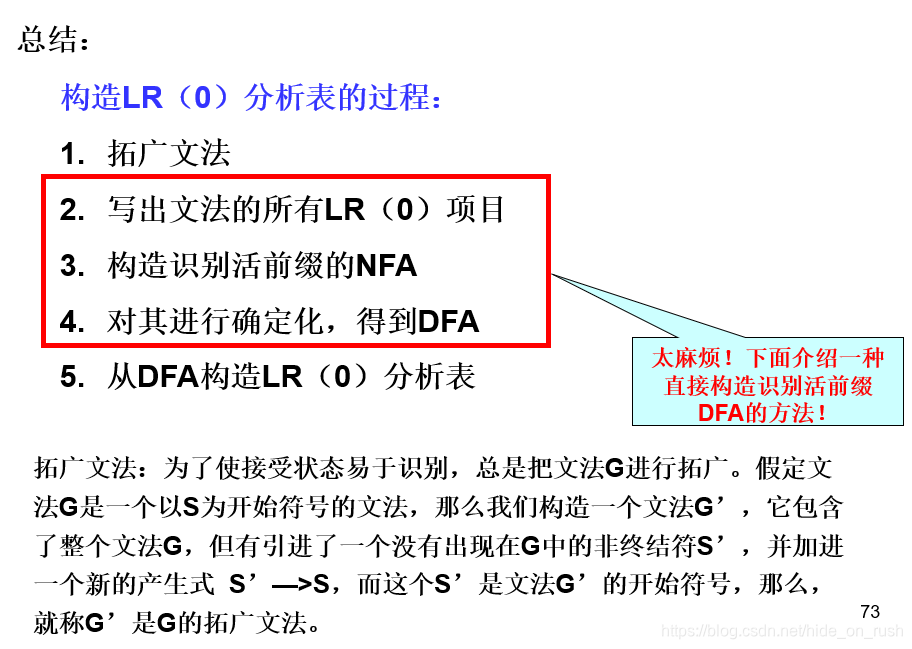 总结：
构造LR（0）分析表的过程：
1. 拓广文法
2. 写出文法的所有LR（0）项目
3. 构造识别活前缀的NFA
4. 对其进行确定化，得到DFA
5. 从DFA构造LR（0）分析表
太麻烦！下面介绍一种
直接构造识别活前缀
DFA的方法！
拓广文法：为了使接受状态易于识别，总是把文法G进行拓广。假定文
法G是一个以S为开始符号的文法，那么我们构造一个文法G’，它包含
了整个文法G，但有引进了一个没有出现在G中的非终结符S’，并加进
一个新的产生式 S’—>S，而这个S’是文法G’的开始符号，那么，
就称G’是G的拓广文法。
73
https://blog.csdn.net/hide_on_rush